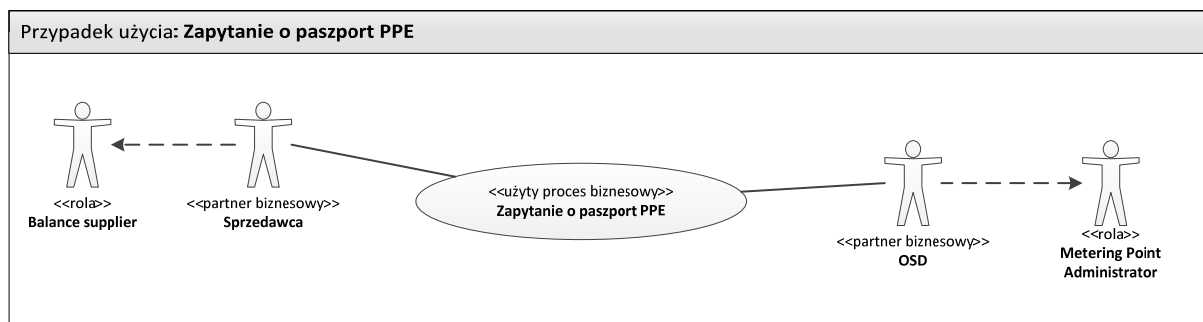 Przypadek użycia: Zapytanie o paszport PPE
<<rola>>
Balance supplier
<<partner biznesowy>>
Sprzedawca
<<użyty proces biznesowy>>
Zapytanie o paszport PPE
<<partner biznesowy>>
OSD
<<rola>>
Metering Point
Administrator